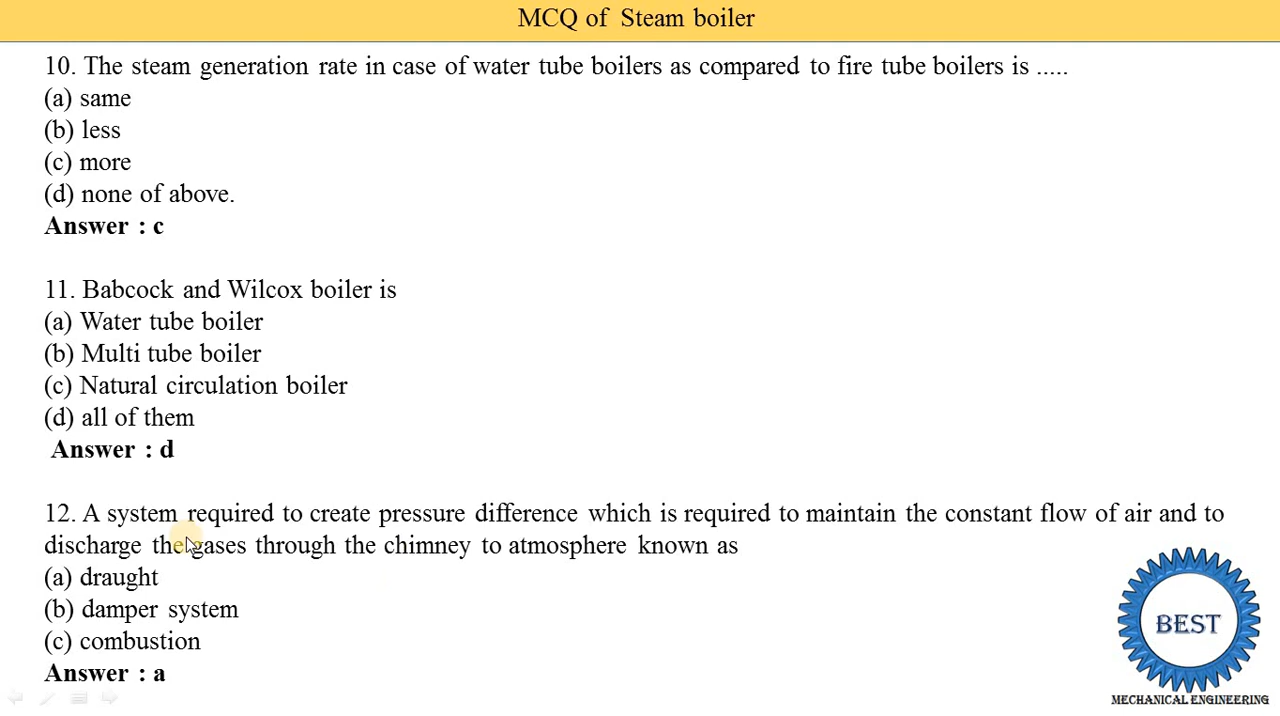 MCQ of Steam boiler
10. The steam generation rate in case of water tube boilers as compared to fire tube boilers is .....
(a) same
(b) less
(c) more
(d) none of above.
Answer : c
11. Babcock and Wilcox boiler is
(a) Water tube boiler
(b) Multi tube boiler
(c) Natural circulation boiler
(d) all of them
Answer : d
12. A system required to create pressure difference which is required to maintain the constant flow of air and to
discharge the gases through the chimney to atmosphere known as
(a) draught
(b) damper system
(c) combustion
Answer : a
BEST
MECHANICAL ENGINEERING